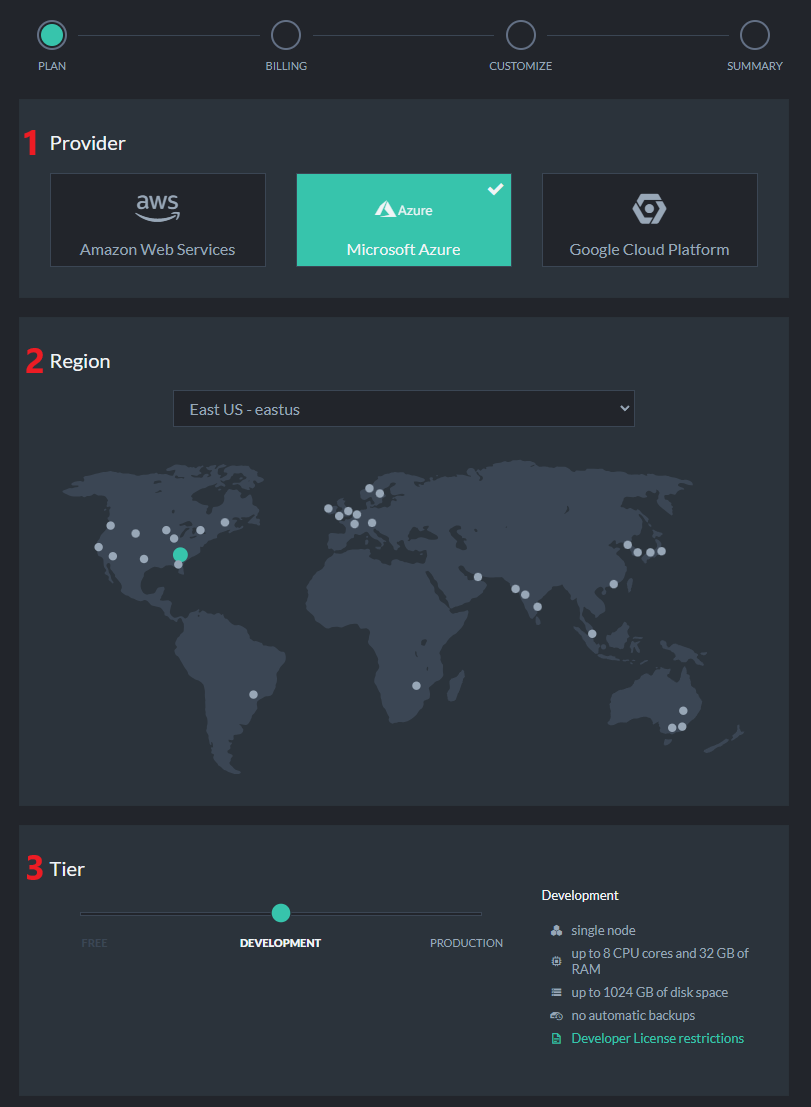 PLAN
BILLING
CUSTOMIZE
SUMMARY
1 Provider
aws
Amazon Web Services
Azure
Microsoft Azure
Google Cloud Platform
2 Region
East US - eastus
3 Tier
FREE
DEVELOPMENT
PRODUCTION
Development
single node
up to 8 CPU cores and 32 GB of
RAM
up to 1024 GB of disk space
no automatic backups
Developer License restrictions